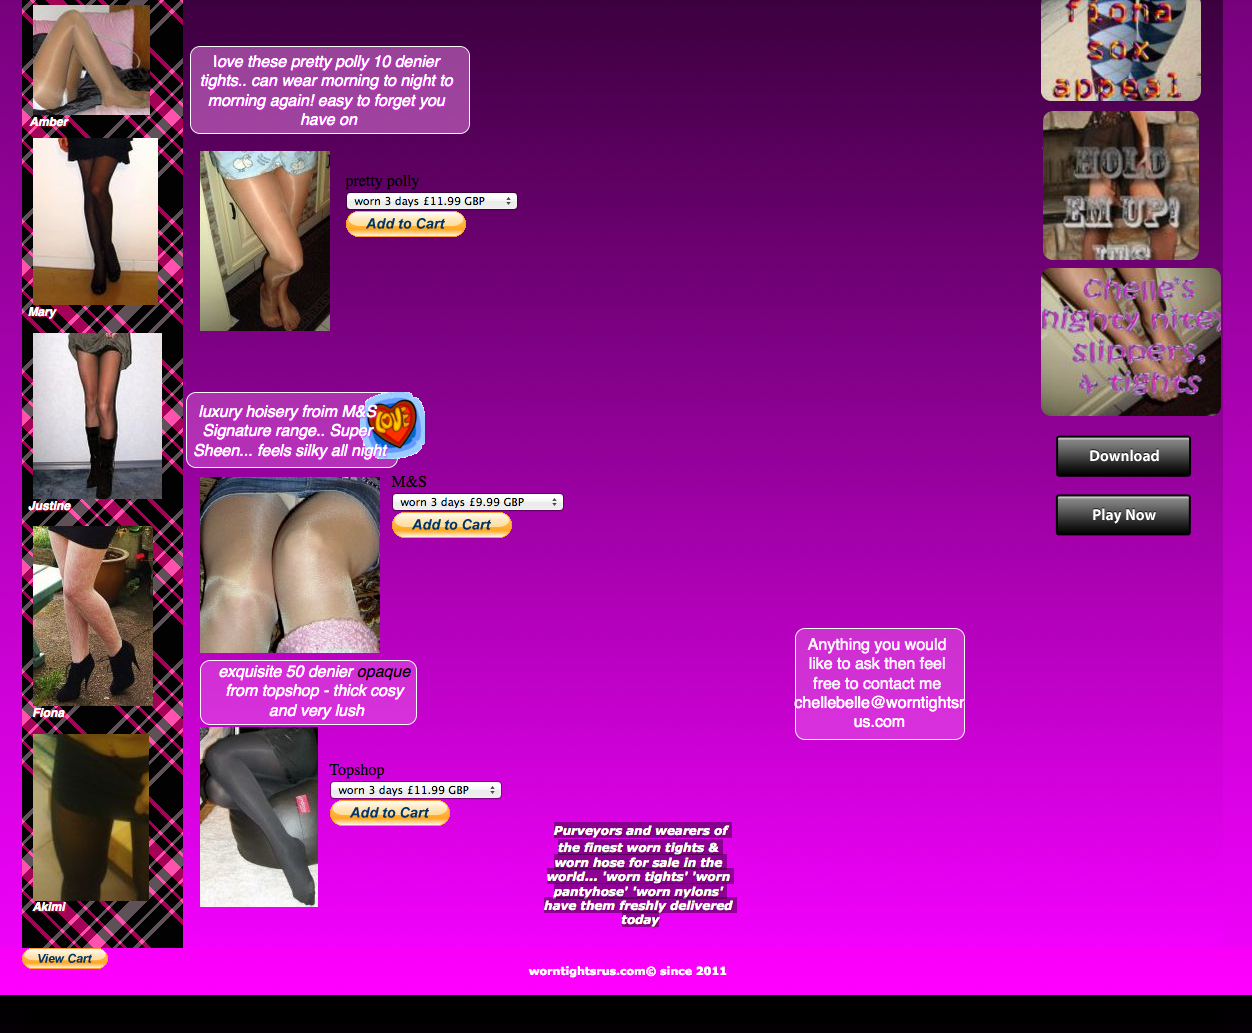 Amber
Mary
Justine
Fiona
Akimi
View Cart
love these pretty polly 10 denier
tights.. can wear morning to night to
morning again! easy to forget you
have on
pretty polly
worn 3 days £11.99 GBP
Add to Cart
luxury hoisery froim M&S
Signature range.. Super
Sheen... feels silky all night
LOVE
M&S
worn 3 days £9.99 GBP
Add to Cart
exquisite 50 denier opaque
from topshop - thick cosy
and very lush
Topshop
worn 3 days £11.99 GBP
Add to Cart
Purveyors and wearers of
the finest worn tights &
worn hose for sale in the
world... 'worn tights' 'worn
pantyhose' 'worn nylons'
have them freshly delivered
today
worntightsrus.com© since 2011
Anything you would
like to ask then feel
free to contact me
chellebelle@worntightsr
us.com
fiona
sox
appeal
HOLD
EM UP!
Chelle's
nighty nite
slippers,
& tights
Download
Play Now